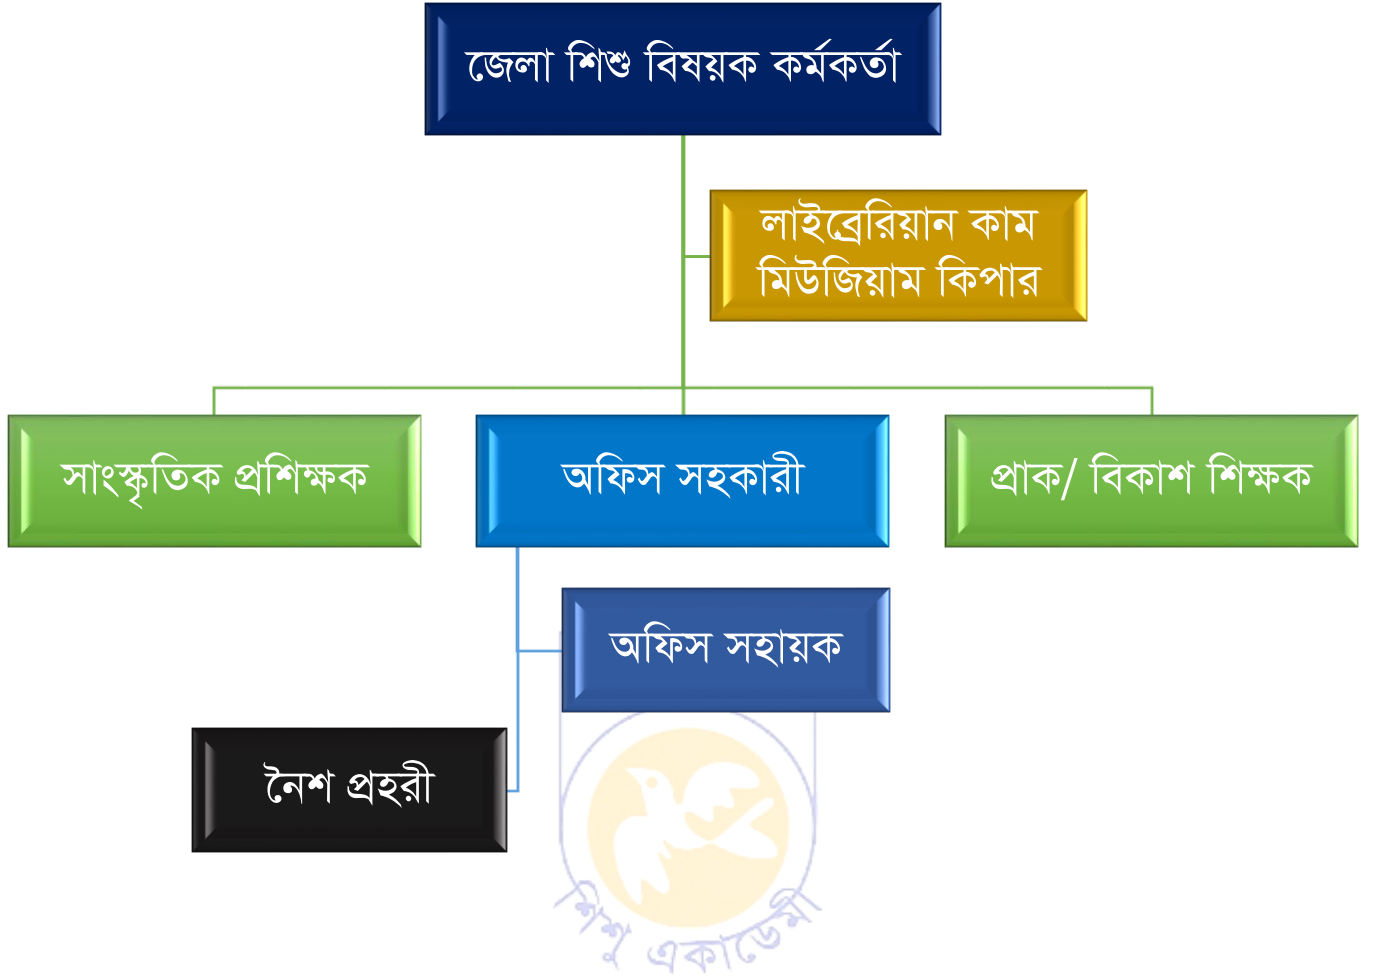 জেলা শিশু বিষয়ক কর্মকর্তা
লাইব্রেরিয়ান কাম
মিউজিয়াম কিপার
সাংস্কৃতিক প্রশিক্ষক
অফিস সহকারী
প্রাক/ বিকাশ শিক্ষক
অফিস সহায়ক
নৈশ প্রহরী
শিশু একাডেমী